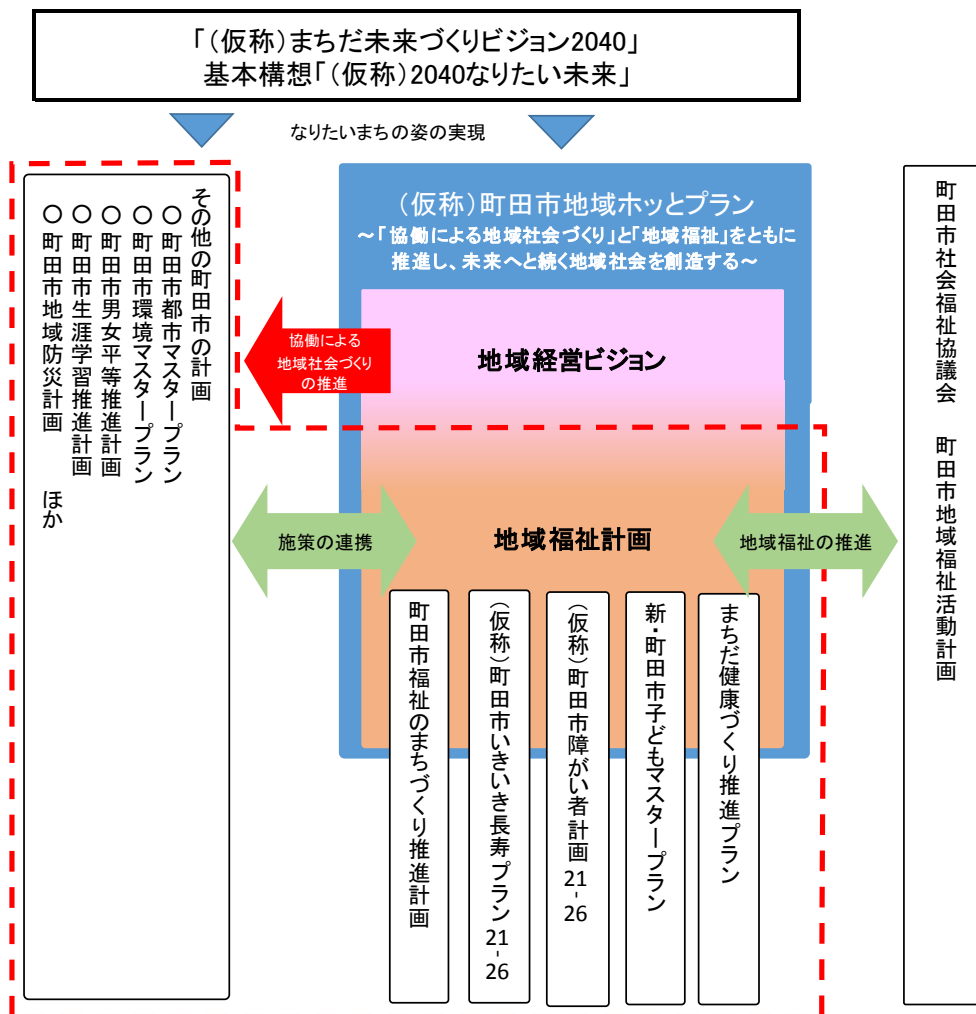 「(仮称)まちだ未来づくりビジョン2040」
基本構想「(仮称)2040なりたい未来」
なりたいまちの姿の実現
その他の町田市の計画
〇町田市都市マスタープラン
〇町田市環境マスタープラン
〇町田市男女平等推進計画
〇町田市生涯学習推進計画
〇町田市地域防災計画 ほか
(仮称)町田市地域ホッとプラン
~「協働による地域社会づくり」と「地域福祉」をともに
推進し、未来へと続く地域社会を創造する~
協働による
地域社会づくり
の推進
地域経営ビジョン
施策の連携
地域福祉計画
地域福祉の推進
町田市福祉のまちづくり推進計画
(仮称)町田市いきいき長寿プラン21-26
(仮称)町田市障がい者計画21-26
新・町田市子どもマスタープラン
まちだ健康づくり推進プラン
町田市社会福祉協議会 町田市地域福祉活動計画